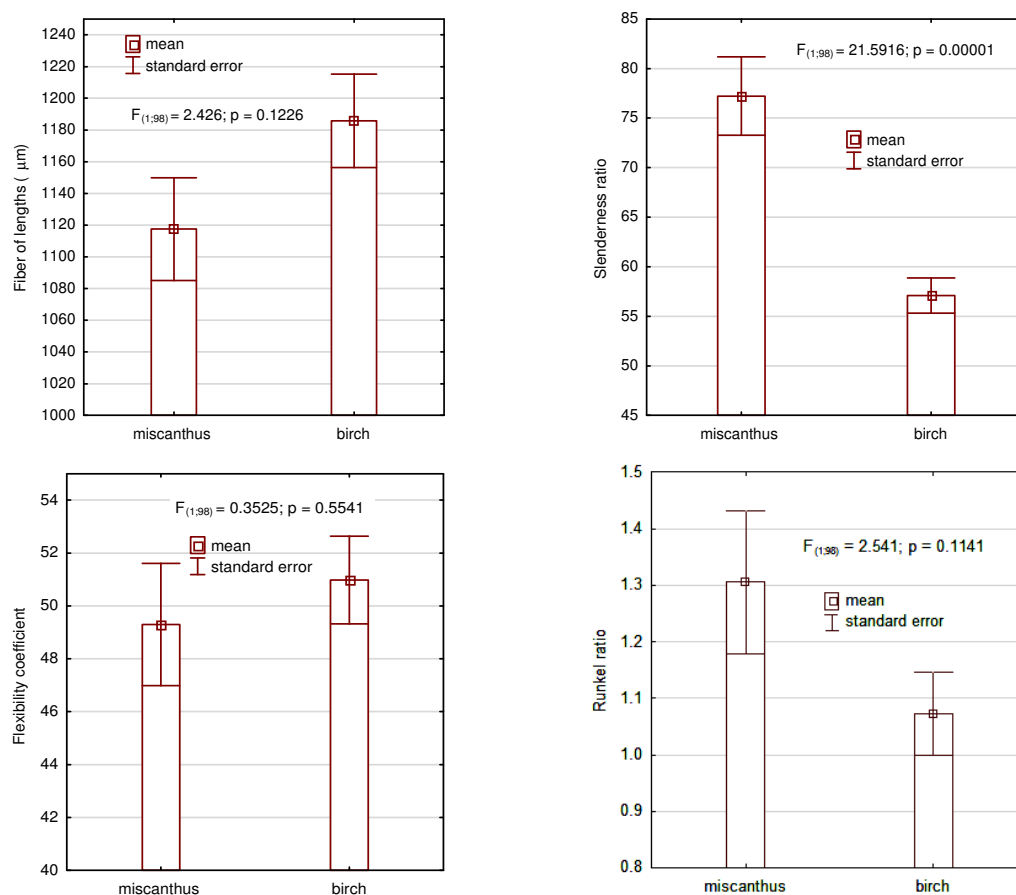 1240
1220
1200
1180
1160
1140
1120
1100
1080
1060
1040
1020
1000
Fiber of lengths ( μm)
mean
standard error
F(1;98) = 2.426; p = 0.1226
miscanthus
birch
85
80
75
70
65
60
55
50
45
Slenderness ratio
F(1;98) = 21.5916; p = 0.00001
mean
standard error
miscanthus
birch
54
52
50
48
46
44
42
40
Flexibility coefficient
F(1;98) = 0.3525; p = 0.5541
mean
standard error
miscanthus
birch
1.5
1.4
1.3
1.2
1.1
1.0
0.9
0.8
Runkel ratio
F(1;98) = 2.541; p = 0.1141
mean
standard error
miscanthus
birch